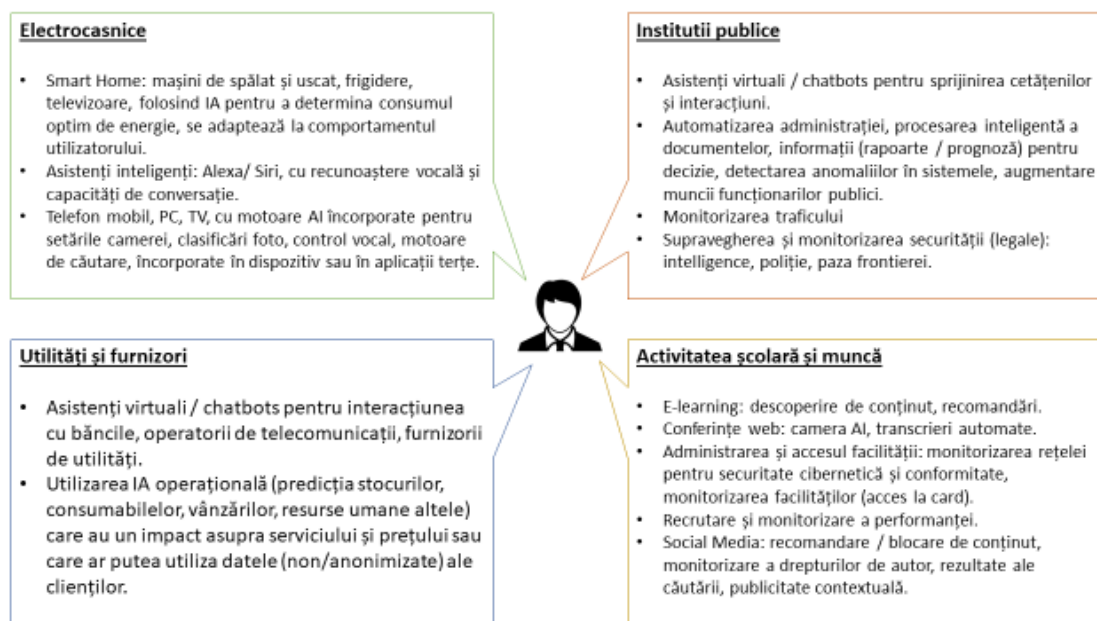 Electrocasnice
• Smart Home: mașini de spălat și uscat, frigidere,
televizoare, folosind IA pentru a determina consumul
optim de energie, se adaptează la comportamentul
utilizatorului.
• Asistenți inteligenți: Alexa/ Siri, cu recunoaștere vocală și
capacități de conversație.
• Telefon mobil, PC, TV, cu motoare AI încorporate pentru
setările camerei, clasificări foto, control vocal, motoare
de căutare, încorporate în dispozitiv sau în aplicații terțe.
Institutii publice
• Asistenți virtuali / chatbots pentru sprijinirea cetățenilor
și interacțiuni.
• Automatizarea administrației, procesarea inteligentă a
documentelor, informații (rapoarte / prognoză) pentru
decizie, detectarea anomaliilor în sistemele, augmentare
muncii funcționarilor publici.
• Monitorizarea traficului
• Supravegherea și monitorizarea securității (legale):
intelligence, poliție, paza frontierei.
Utilități și furnizori
• Asistenți virtuali / chatbots pentru interacțiunea
cu băncile, operatorii de telecomunicații, furnizorii
de utilități.
• Utilizarea IA operațională (predicția stocurilor,
consumabilelor, vânzărilor, resurse umane altele)
care au un impact asupra serviciului și prețului sau
care ar putea utiliza datele (non/anonimizate) ale
clienților.
Activitatea școlară și muncă
• E-learning: descoperire de conținut, recomandări.
• Conferințe web: camera AI, transcrieri automate.
• Administrarea și accesul facilității: monitorizarea rețelei
pentru securitate cibernetică și conformitate,
monitorizarea facilităților (acces la card).
• Recrutare și monitorizare a performanței.
• Social Media: recomandare / blocare de conținut,
monitorizare a drepturilor de autor, rezultate ale
căutării, publicitate contextuală.